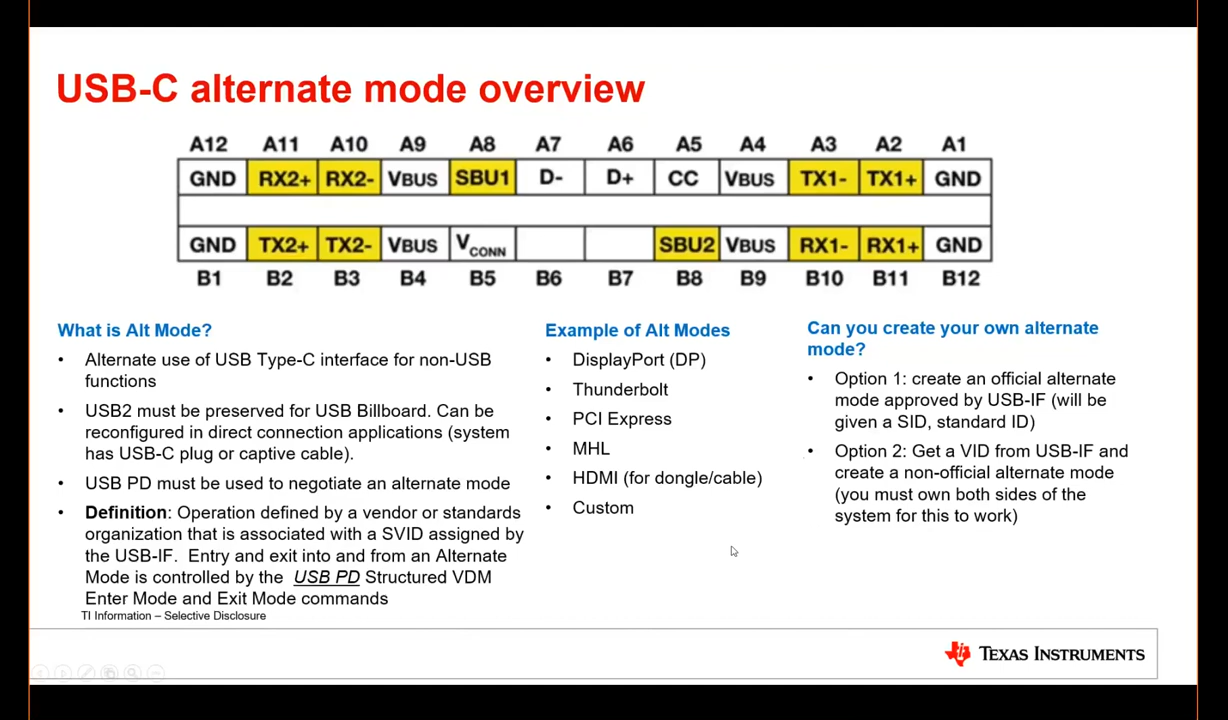 USB-C alternate mode overview
A12 A11 A10 A9 A8 A7 A6 A5 A4 A3 A2 A1
GND RX2+ RX2- VBUS SBU1 D- D+ CC VBUS TX1- TX1+ GND
GND TX2+ TX2- VBUS VCONN SBU2 VBUS RX1- RX1+ GND
B1 B2 B3 B4 B5 B6 B7 B8 B9 B10 B11 B12
What is Alt Mode?
• Alternate use of USB Type-C interface for non-USB
functions
• USB2 must be preserved for USB Billboard. Can be
reconfigured in direct connection applications (system
has USB-C plug or captive cable).
• USB PD must be used to negotiate an alternate mode
• Definition: Operation defined by a vendor or standards
organization that is associated with a SVID assigned by
the USB-IF. Entry and exit into and from an Alternate
Mode is controlled by the USB PD Structured VDM
Enter Mode and Exit Mode commands
Example of Alt Modes
• DisplayPort (DP)
• Thunderbolt
• PCI Express
• MHL
• HDMI (for dongle/cable)
• Custom
Can you create your own alternate
mode?
• Option 1: create an official alternate
mode approved by USB-IF (will be
given a SID, standard ID)
• Option 2: Get a VID from USB-IF and
create a non-official alternate mode
(you must own both sides of the
system for this to work)
TI Information – Selective Disclosure
TEXAS INSTRUMENTS